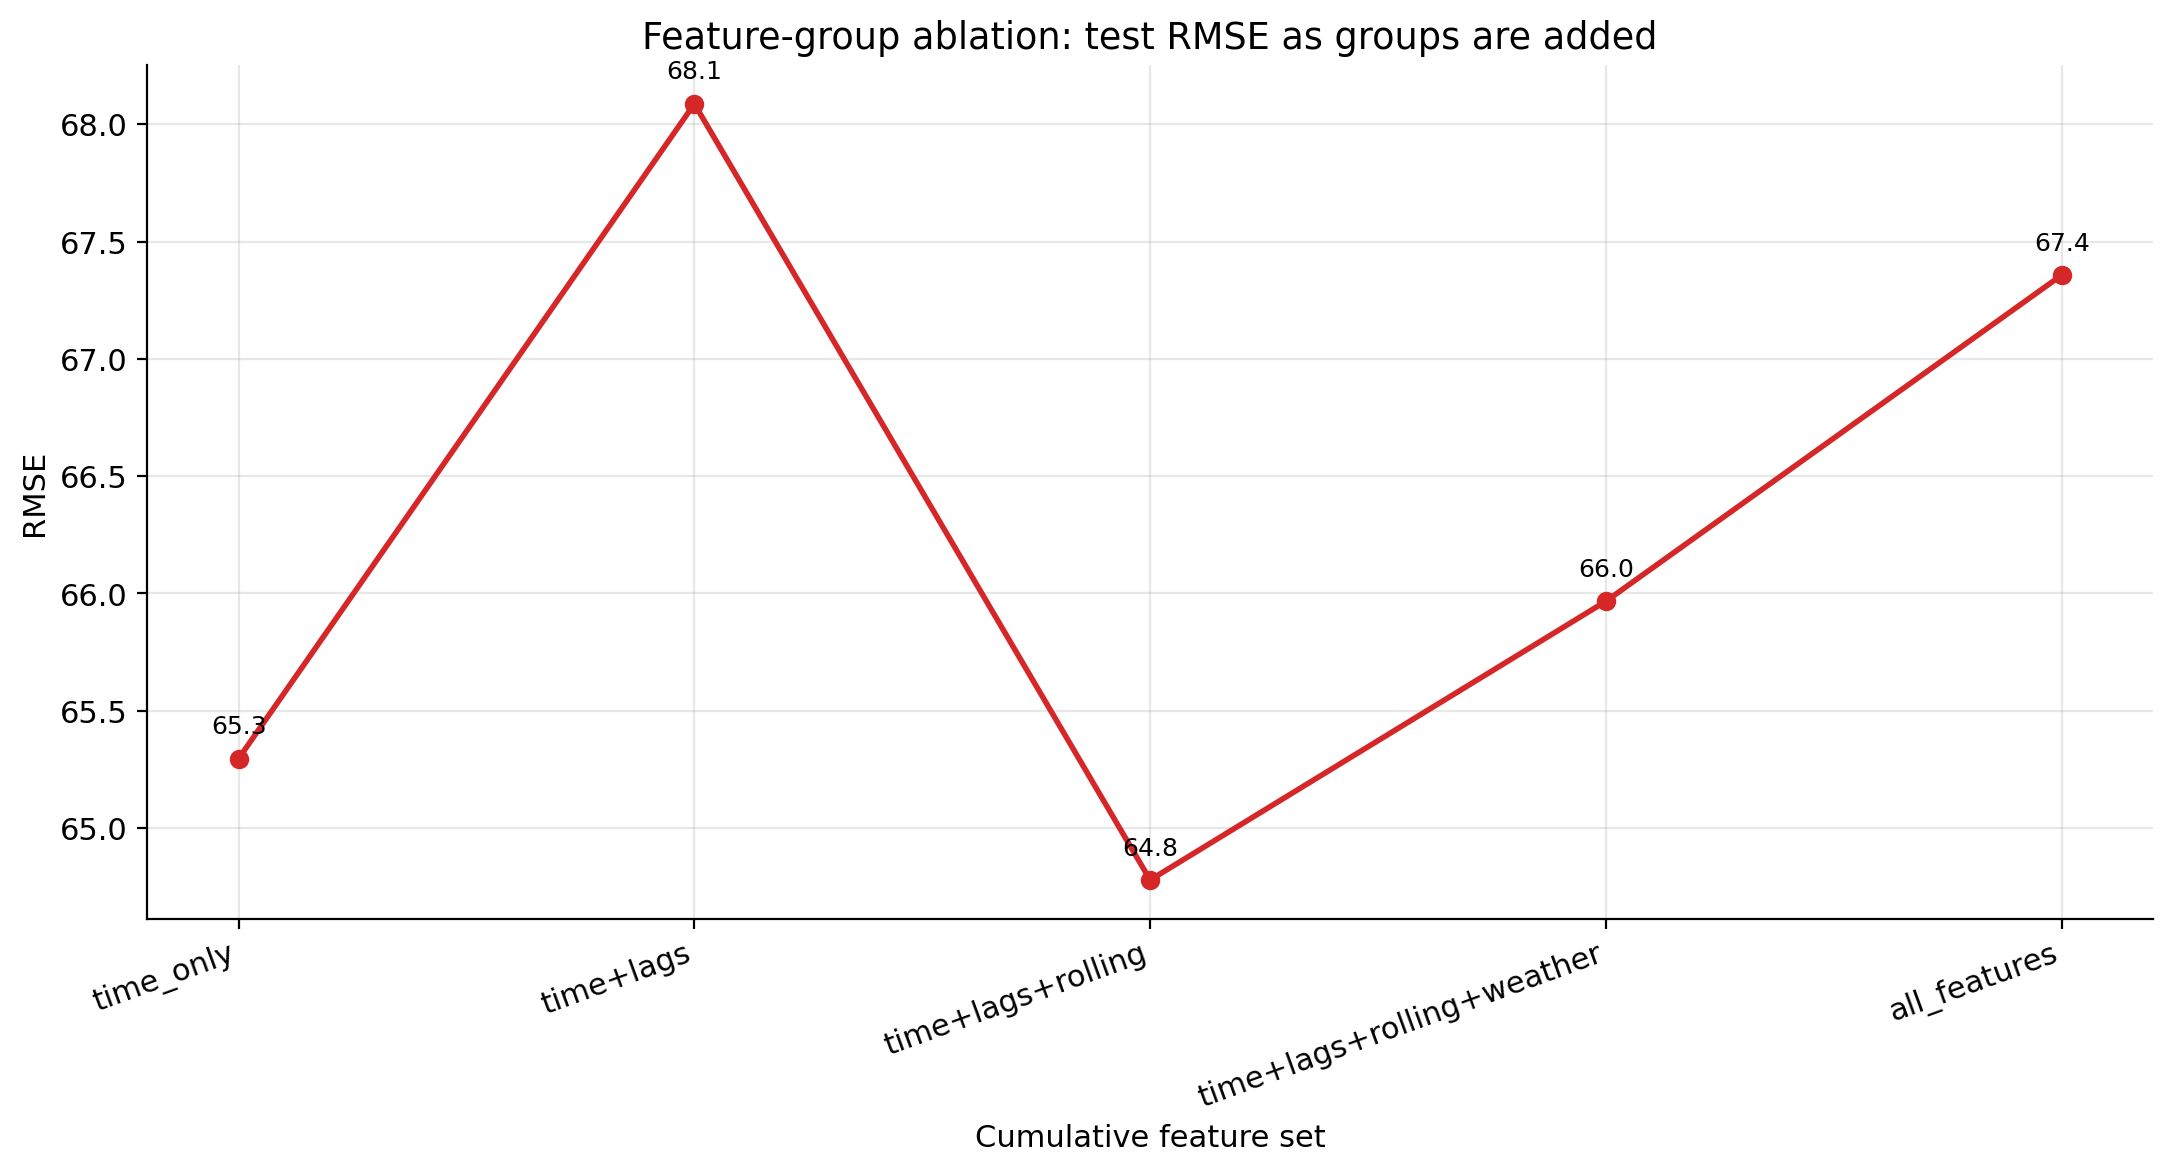 Feature-group ablation: test RMSE as groups are added
68.1
68.0
67.5
67.4
67.0
66.5
RMSE
66.0
66.0
65.5
65.3
65.0
64.8
time_only
time+lags
time+lags+rolling
time+lags+rolling+weather
all_features
Cumulative feature set